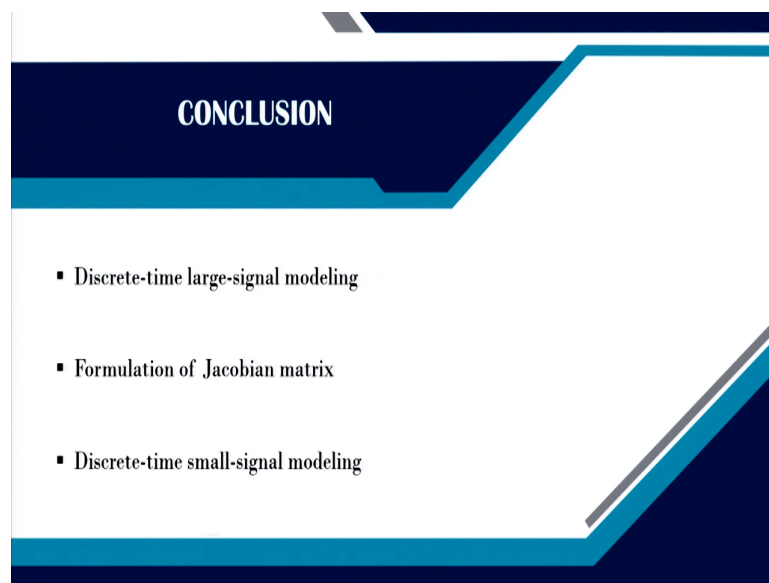 CONCLUSION
▪ Discrete-time large-signal modeling
▪ Formulation of Jacobian matrix
▪ Discrete-time small-signal modeling